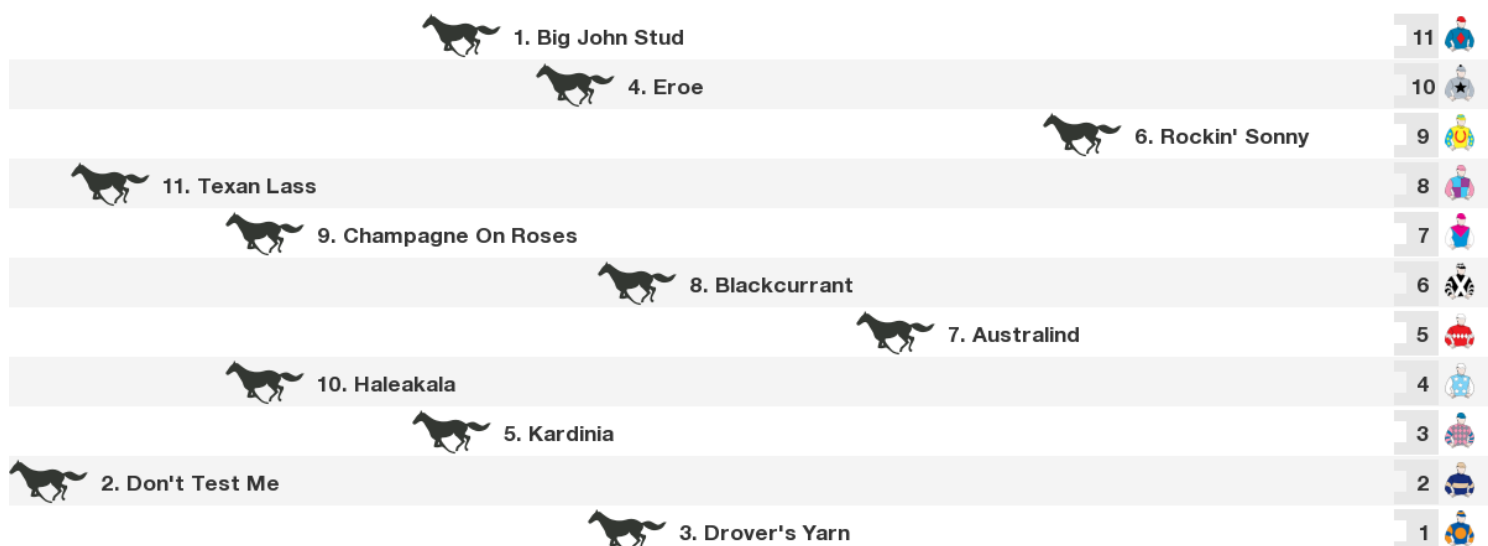 1. Big John Stud 11
4. Eroe 10
6. Rockin' Sonny 9
11. Texan Lass 8
9. Champagne On Roses 7
8. Blackcurrant 6
7. Australind 5
10. Haleakala 4
5. Kardinia 3
2. Don't Test Me 2
3. Drover's Yarn 1